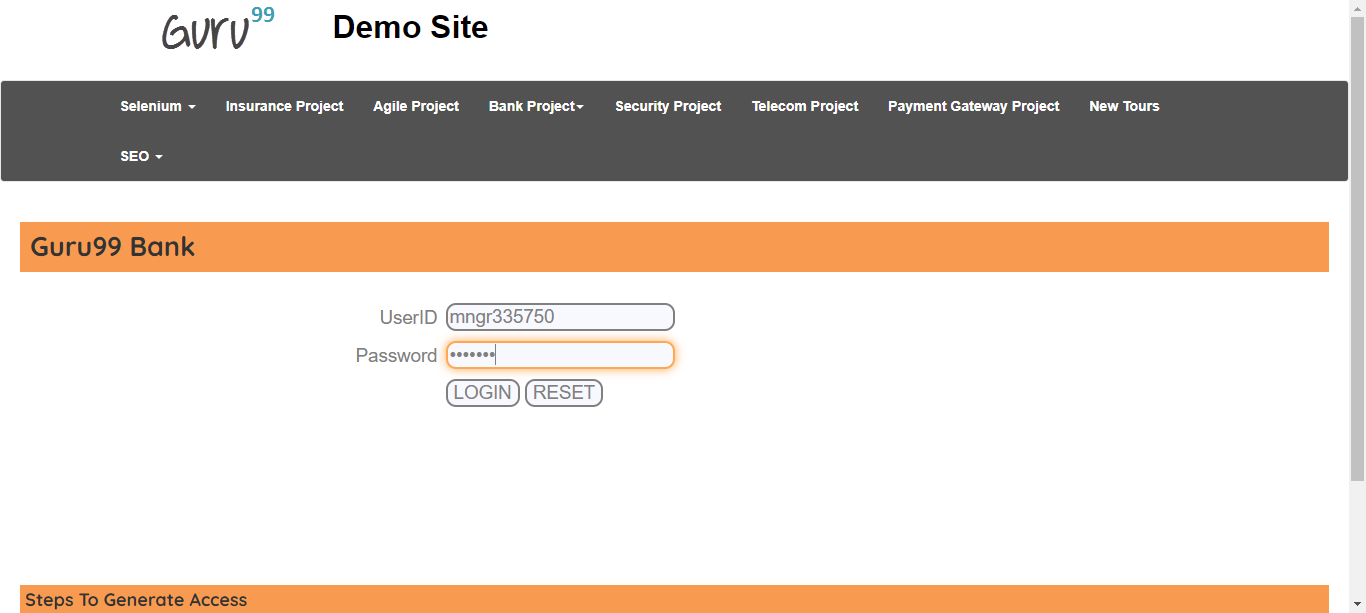 Guru99 Demo Site
Selenium Insurance Project Agile Project Bank Project Security Project Telecom Project Payment Gateway Project New Tours
SEO
Guru99 Bank
UserID mngr335750
Password •••••••
LOGIN RESET
Steps To Generate Access